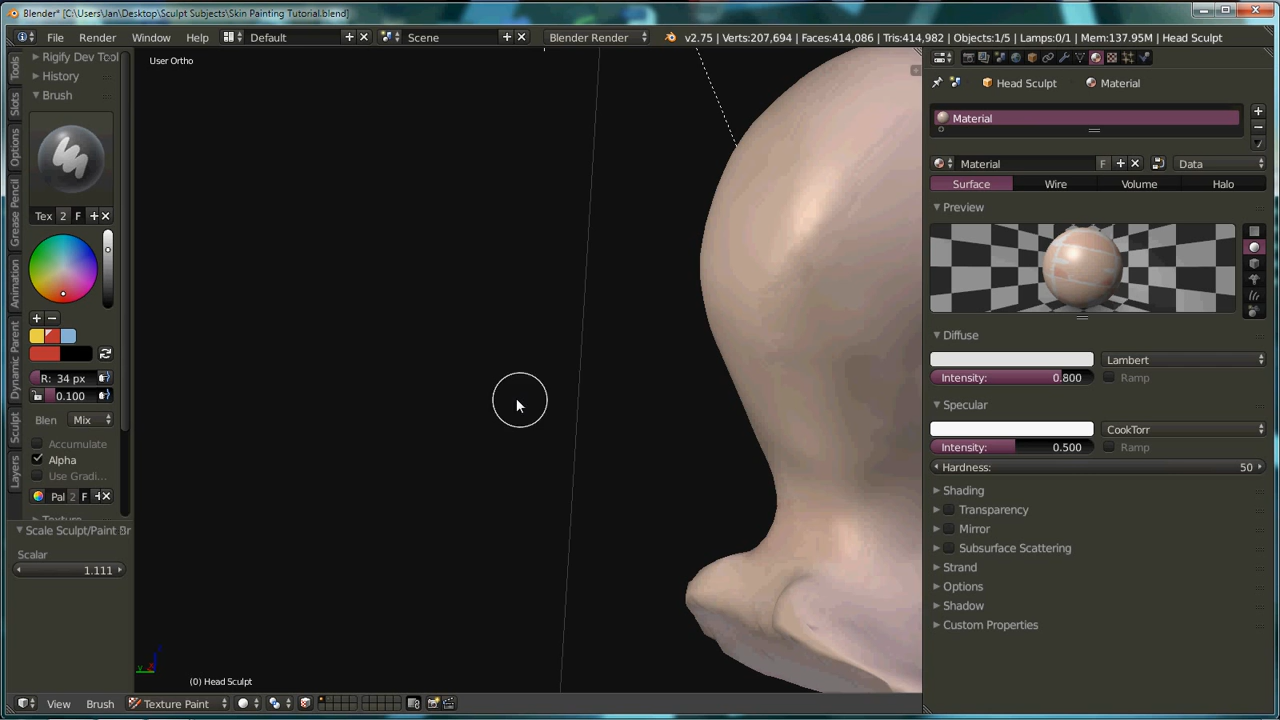 Blender* [C:\Users\Jan\Desktop\Sculpt Subjects\Skin Painting Tutorial.blend]
File Render Window Help Default Scene Blender Render v2.75 | Verts:207,694 | Faces:414,086 | Tris:414,982 | Objects:1/5 | Lamps:0/1 | Mem:137.95M | Head Sculpt
Rigify Dev Tool
History
Brush
Tex 2 F
R: 34 px
0.100
Blen Mix
Accumulate
Alpha
Use Gradi...
Pal 2 F
Scale Sculpt/Paint Br
Scalar
1.111
Tools
Slots
Options
Grease Pencil
Animation
Dynamic Parent
Sculpt
Layers
User Ortho
(0) Head Sculpt
View Brush Texture Paint
Head Sculpt Material
Material
Material F Data
Surface Wire Volume Halo
Preview
Diffuse
Lambert
Intensity: 0.800 Ramp
Specular
CookTorr
Intensity: 0.500 Ramp
Hardness: 50
Shading
Transparency
Mirror
Subsurface Scattering
Strand
Options
Shadow
Custom Properties